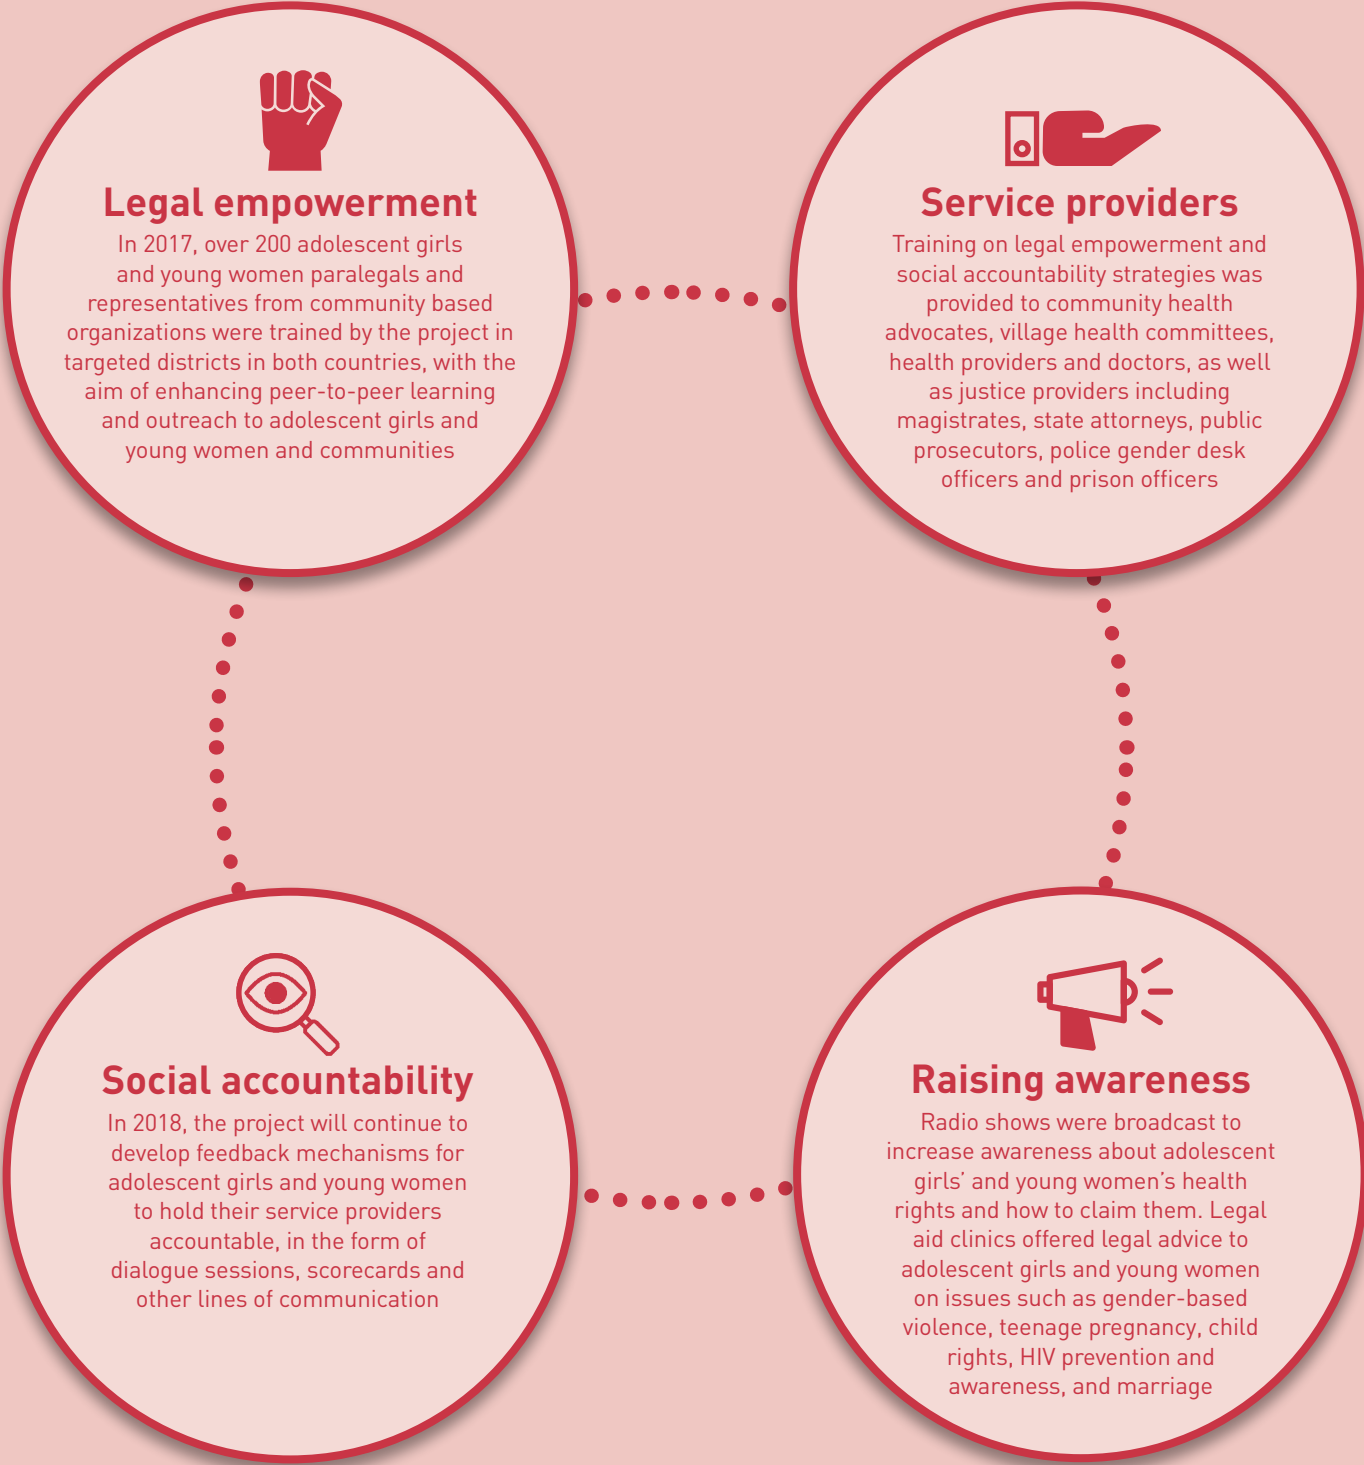 Legal empowerment
In 2017, over 200 adolescent girls
and young women paralegals and
representatives from community based
organizations were trained by the project in
targeted districts in both countries, with the
aim of enhancing peer-to-peer learning
and outreach to adolescent girls and
young women and communities
Service providers
Training on legal empowerment and
social accountability strategies was
provided to community health
advocates, village health committees,
health providers and doctors, as well
as justice providers including
magistrates, state attorneys, public
prosecutors, police gender desk
officers and prison officers
Social accountability
In 2018, the project will continue to
develop feedback mechanisms for
adolescent girls and young women
to hold their service providers
accountable, in the form of
dialogue sessions, scorecards and
other lines of communication
Raising awareness
Radio shows were broadcast to
increase awareness about adolescent
girls’ and young women’s health
rights and how to claim them. Legal
aid clinics offered legal advice to
adolescent girls and young women
on issues such as gender-based
violence, teenage pregnancy, child
rights, HIV prevention and
awareness, and marriage